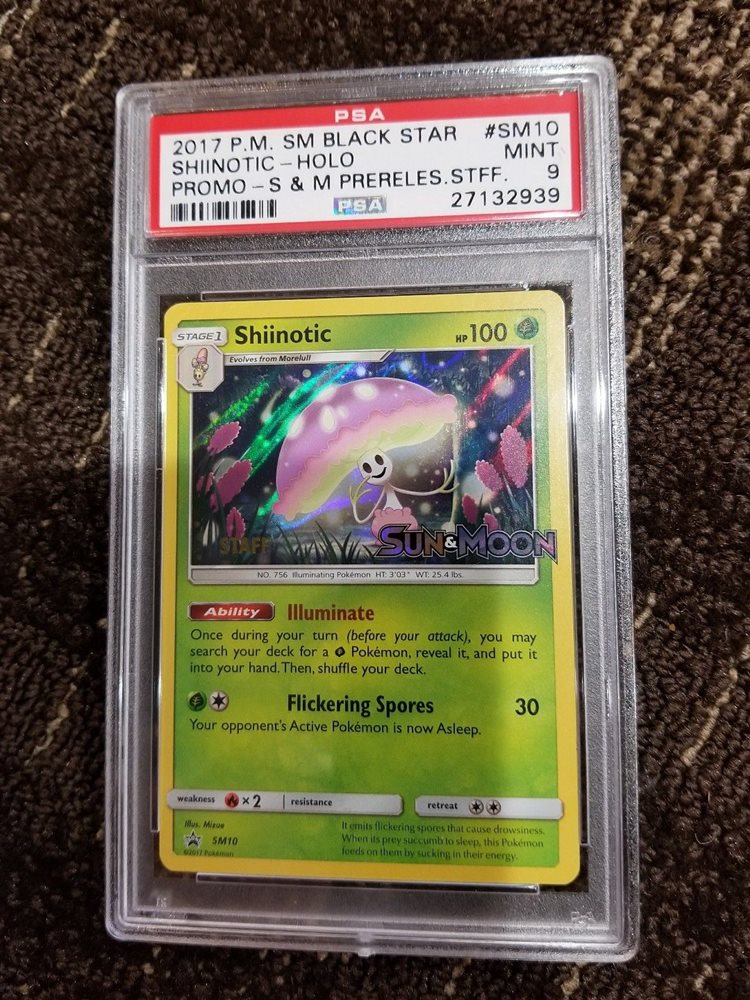 PSA
2017 P.M. SM BLACK STAR #SM10
SHIINOTIC-HOLO MINT
PROMO-S & M PRERELES.STFF. 9
PSA 27132939
STAGE 1 Shiinotic HP 100
Evolves from Morelull
STAFF SUN & MOON
NO. 756 Illuminating Pokémon HT: 3'03" WT: 25.4 lbs.
Ability Illuminate
Once during your turn (before your attack), you may
search your deck for a Pokémon, reveal it, and put it
into your hand. Then, shuffle your deck.
Flickering Spores 30
Your opponent's Active Pokémon is now Asleep.
weakness × 2 resistance retreat
Illus. Mizue
SM10
©2017 Pokémon
It emits flickering spores that cause drowsiness.
When its prey succumb to sleep, this Pokémon
feeds on them by sucking in their energy.